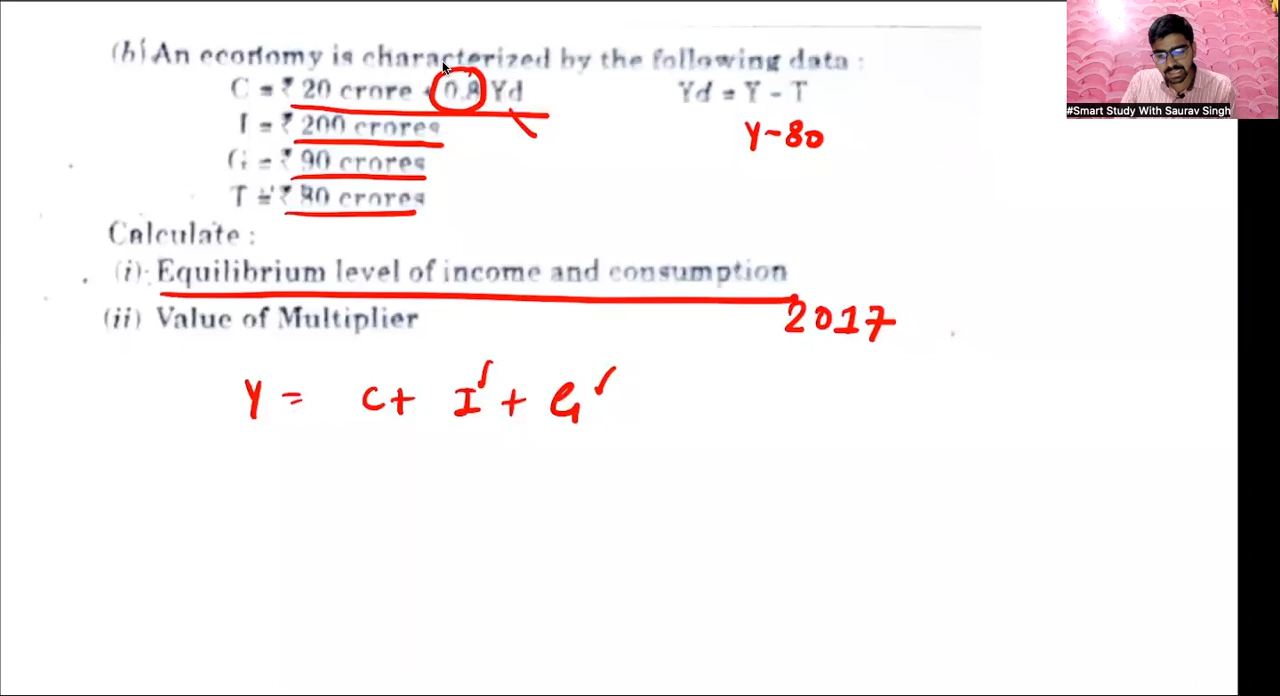 (b) An economy is characterized by the following data :
C = ₹ 20 crore + 0.8 Yd Yd = Y - T
I = ₹ 200 crores
Y-80
G = ₹ 90 crores
T = ₹ 80 crores
Calculate :
(i) Equilibrium level of income and consumption
(ii) Value of Multiplier
2017
Y = C + I + G
#Smart Study With Saurav Singh